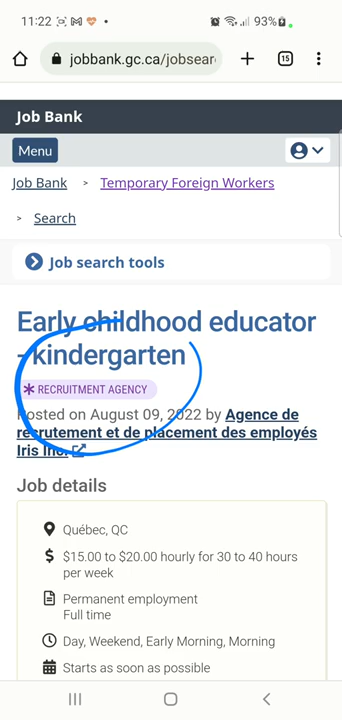 11:22 93%
jobbank.gc.ca/jobsear 15
Job Bank
Menu
Job Bank > Temporary Foreign Workers
> Search
Job search tools
Early childhood educator
- kindergarten
RECRUITMENT AGENCY
Posted on August 09, 2022 by Agence de
recrutement et de placement des employés
Iris Inc.
Job details
Québec, QC
$ $15.00 to $20.00 hourly for 30 to 40 hours
per week
Permanent employment
Full time
Day, Weekend, Early Morning, Morning
Starts as soon as possible